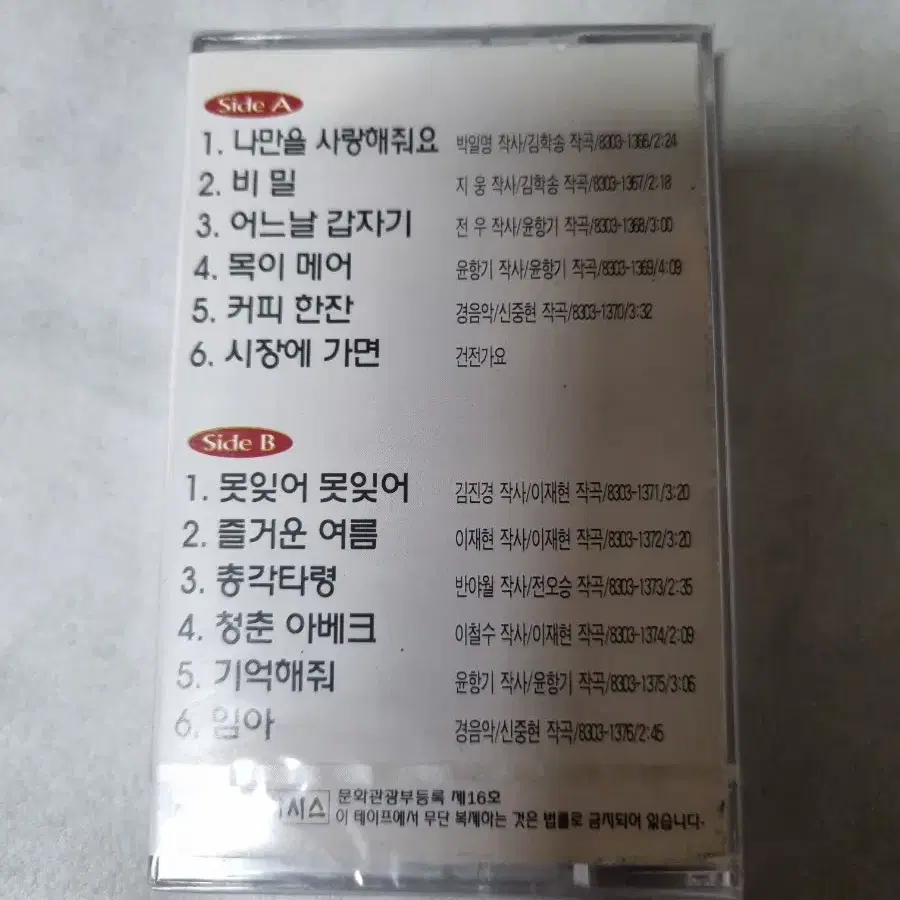 Side A
1. 나만을 사랑해줘요 박일명 작사/김학송 작곡/8303-1366/2:24
2. 비 밀 지 웅 작사/김학송 작곡/8303-1367/2:18
3. 어느날 갑자기 전 우 작사/윤항기 작곡/8303-1368/3:00
4. 목이 메어 윤항기 작사/윤항기 작곡/8303-1369/4:09
5. 커피 한잔 경음악/신중현 작곡/8303-1370/3:32
6. 시장에 가면 건전가요
Side B
1. 못잊어 못잊어 김진경 작사/이재현 작곡/8303-1371/3:20
2. 즐거운 여름 이재현 작사/이재현 작곡/8303-1372/3:20
3. 총각타령 반야월 작사/전오승 작곡/8303-1373/2:35
4. 청춘 아베크 이철수 작사/이재현 작곡/8303-1374/2:09
5. 기억해줘 윤항기 작사/윤항기 작곡/8303-1375/3:06
6. 임아 경음악/신중현 작곡/8303-1376/2:45
문화관광부등록 제16호
이 테이프에서 무단 복제하는 것은 법률로 금지되어 있습니다.